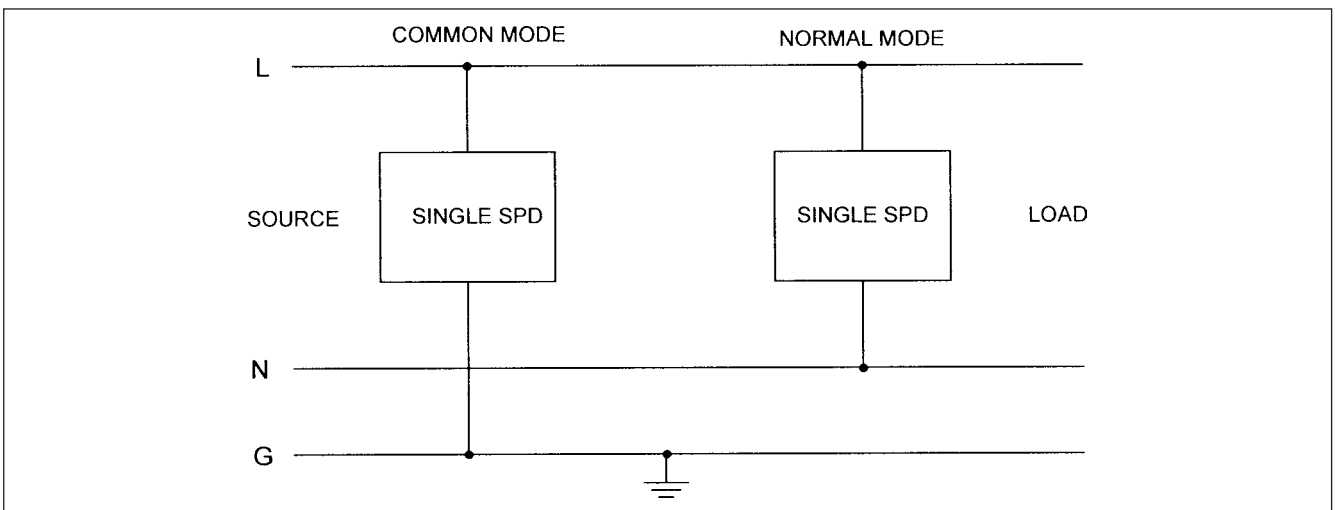 COMMON MODE
NORMAL MODE
L
SOURCE
SINGLE SPD
SINGLE SPD
LOAD
N
G